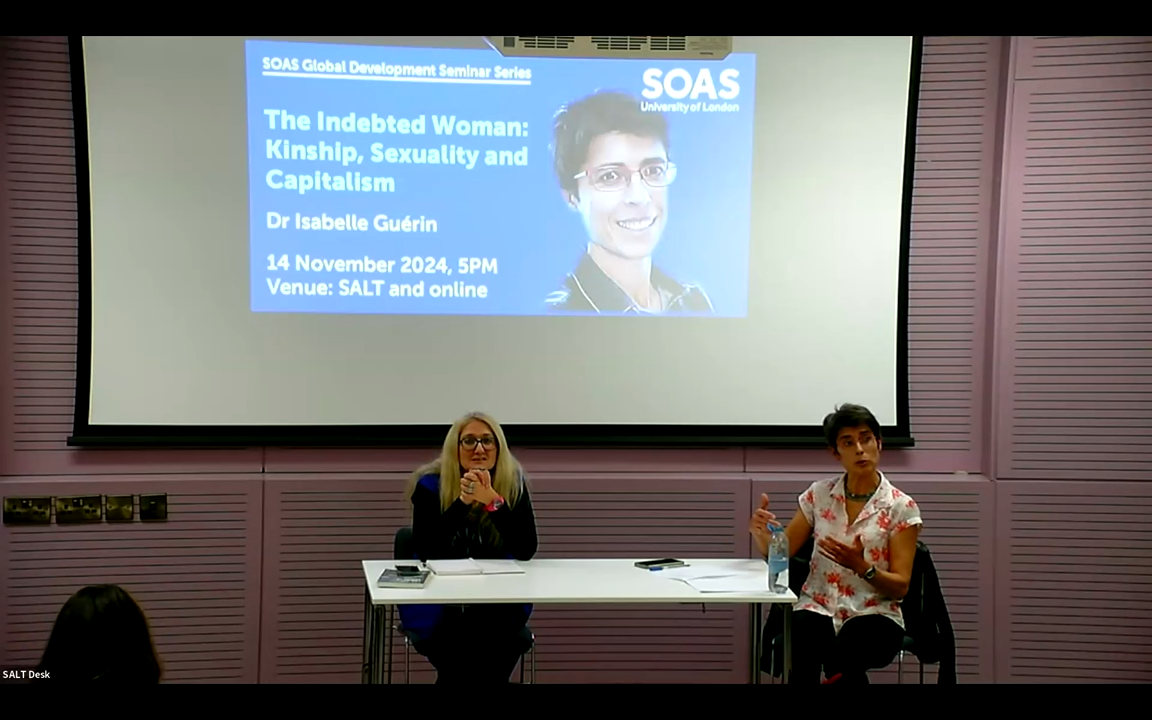 SOAS Global Development Seminar Series
SOAS
University of London
The Indebted Woman:
Kinship, Sexuality and
Capitalism
Dr Isabelle Guérin
14 November 2024, 5PM
Venue: SALT and online
SALT Desk